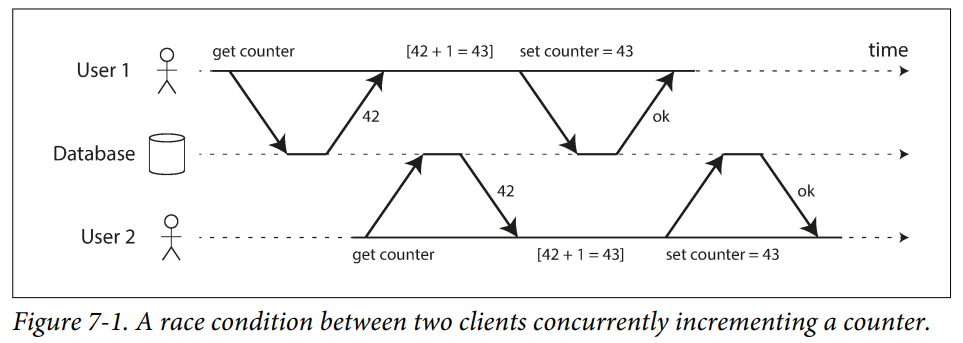 get counter [42 + 1 = 43] set counter = 43 time
User 1
42 ok
Database
42 ok
User 2
get counter [42 + 1 = 43] set counter = 43
Figure 7-1. A race condition between two clients concurrently incrementing a counter.